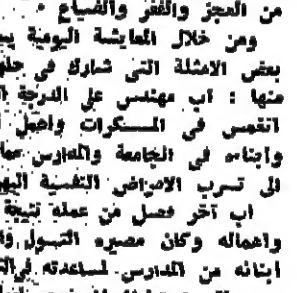 من العجز والفقر والضياع .
ومن خلال المعايشة اليومية
بعض الامثلة التى شارك فى
منها : اب مهندس على الدرجة
انغمس فى المسكرات واهمل
وابناه فى الجامعة والمدارس
الى تسرب الامراض النفسية
اب آخر فصل من عمله نتيجة
واعماله وكان مصيره التسول
ابنائه من المدارس لمساعدته